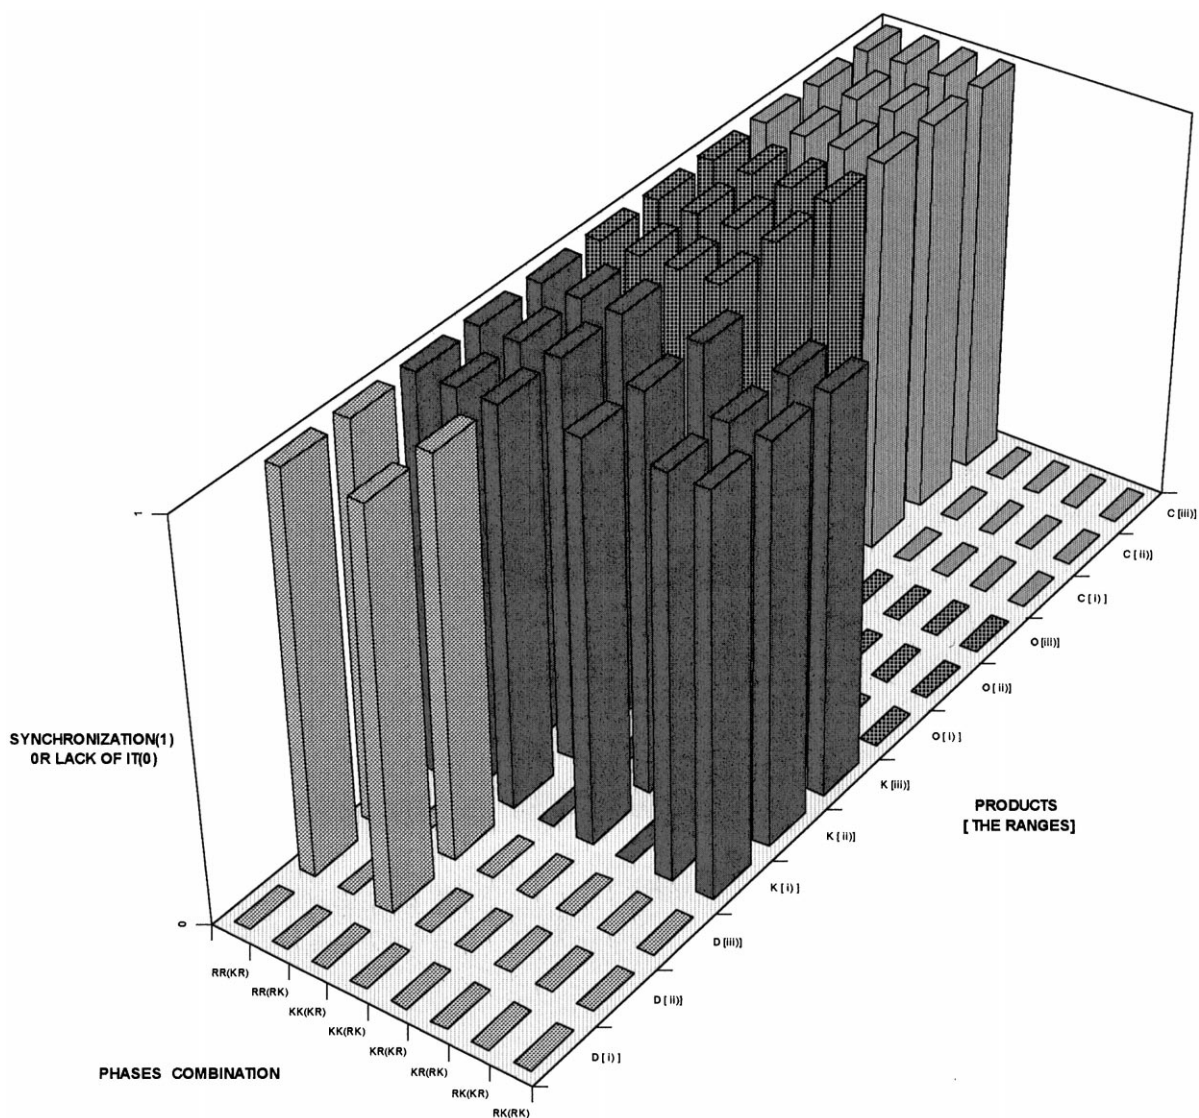 1
0
SYNCHRONIZATION(1)
0R LACK OF IT(0)
RR(KR)
RR(RK)
KK(KR)
KK(RK)
KR(KR)
KR(RK)
RK(KR)
RK(RK)
PHASES COMBINATION
D [ i) ]
D [ ii)]
D [iii)]
K [ i) ]
K [ ii)]
K [iii)]
O [ i) ]
O [ ii)]
O [iii)]
C [ i) ]
C [ ii)]
C [iii)]
PRODUCTS
[ THE RANGES]